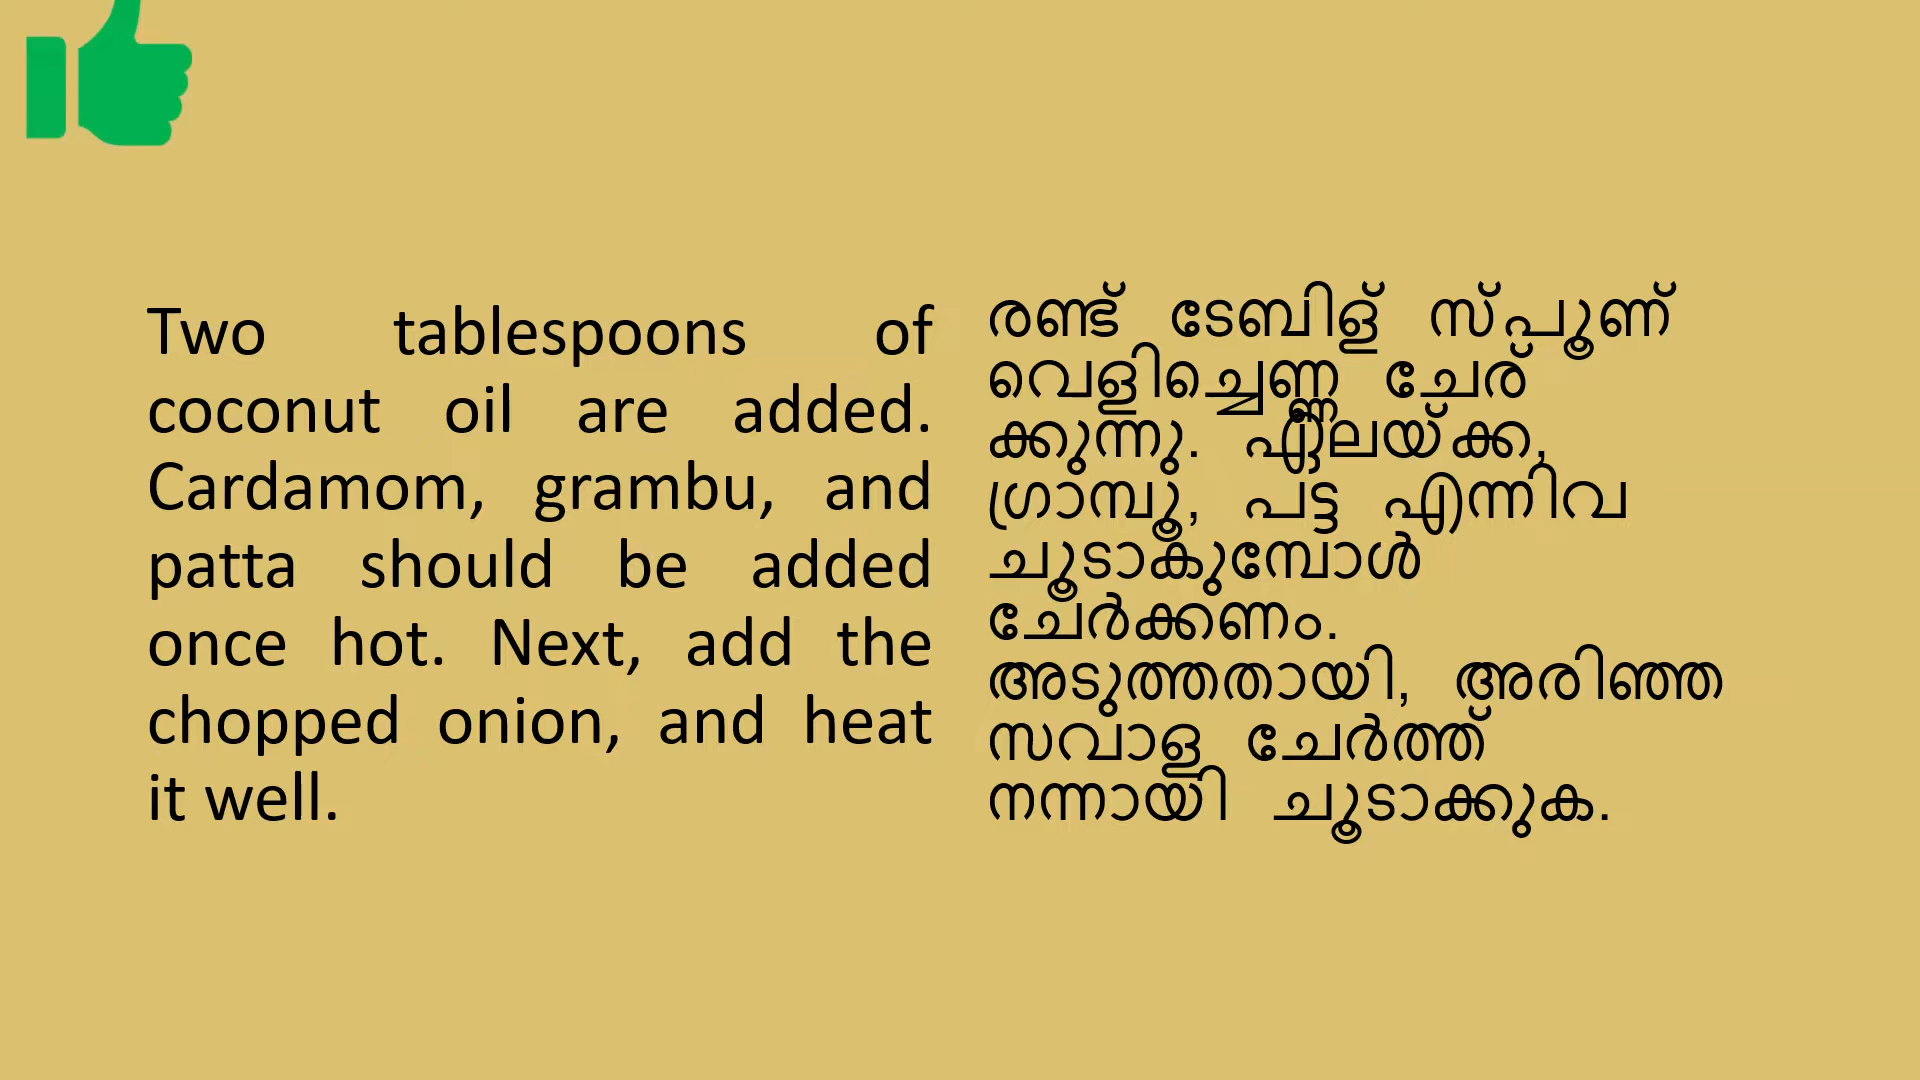 Two tablespoons of
coconut oil are added.
Cardamom, grambu, and
patta should be added
once hot. Next, add the
chopped onion, and heat
it well.
രണ്ട് ടേബിള് സ്പൂണ്
വെളിച്ചെണ്ണ ചേര്
ക്കുന്നു. ഏലയ്ക്ക,
ഗ്രാമ്പൂ, പട്ട എന്നിവ
ചൂടാകുമ്പോൾ
ചേർക്കണം.
അടുത്തതായി, അരിഞ്ഞ
സവാള ചേർത്ത്
നന്നായി ചൂടാക്കുക.